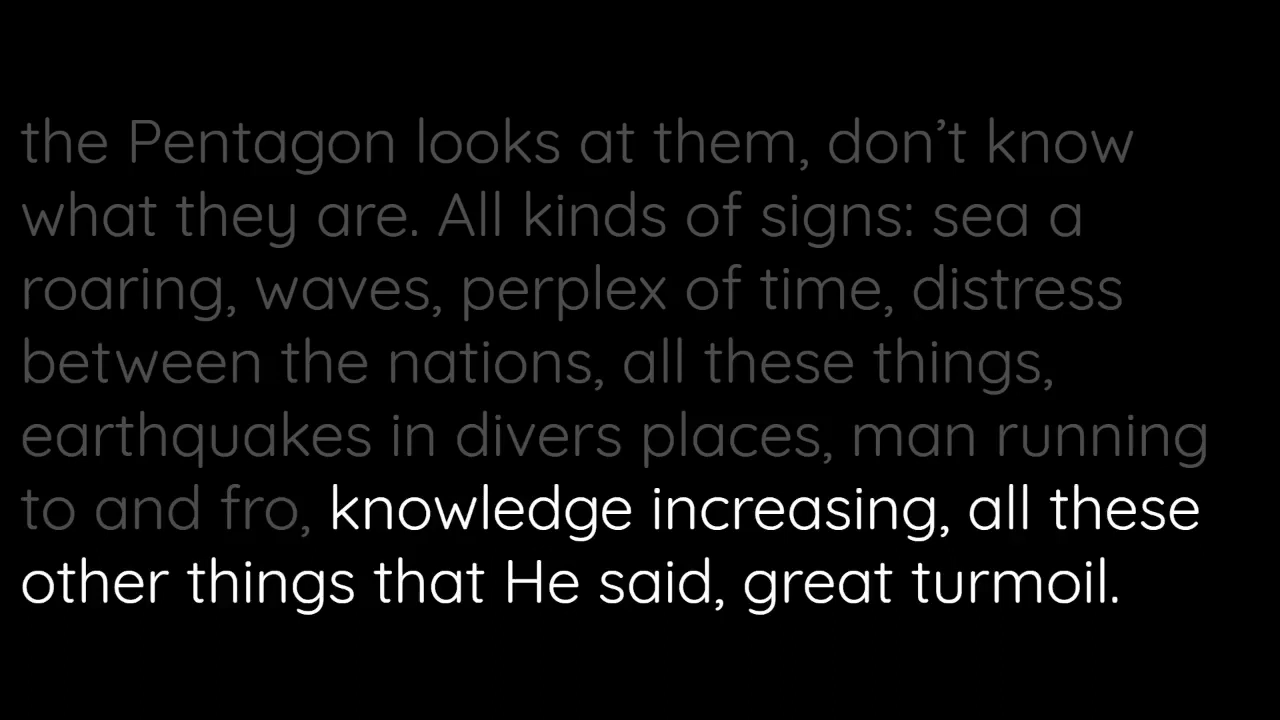 the Pentagon looks at them, don’t know
what they are. All kinds of signs: sea a
roaring, waves, perplex of time, distress
between the nations, all these things,
earthquakes in divers places, man running
to and fro, knowledge increasing, all these
other things that He said, great turmoil.